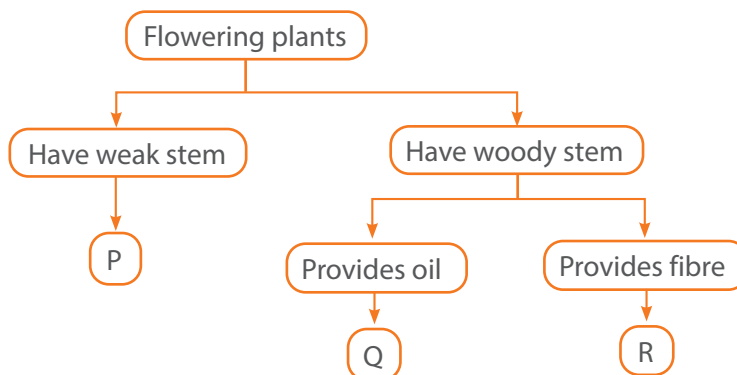 Flowering plants
Have weak stem
Have woody stem
P
Provides oil
Provides fibre
Q
R